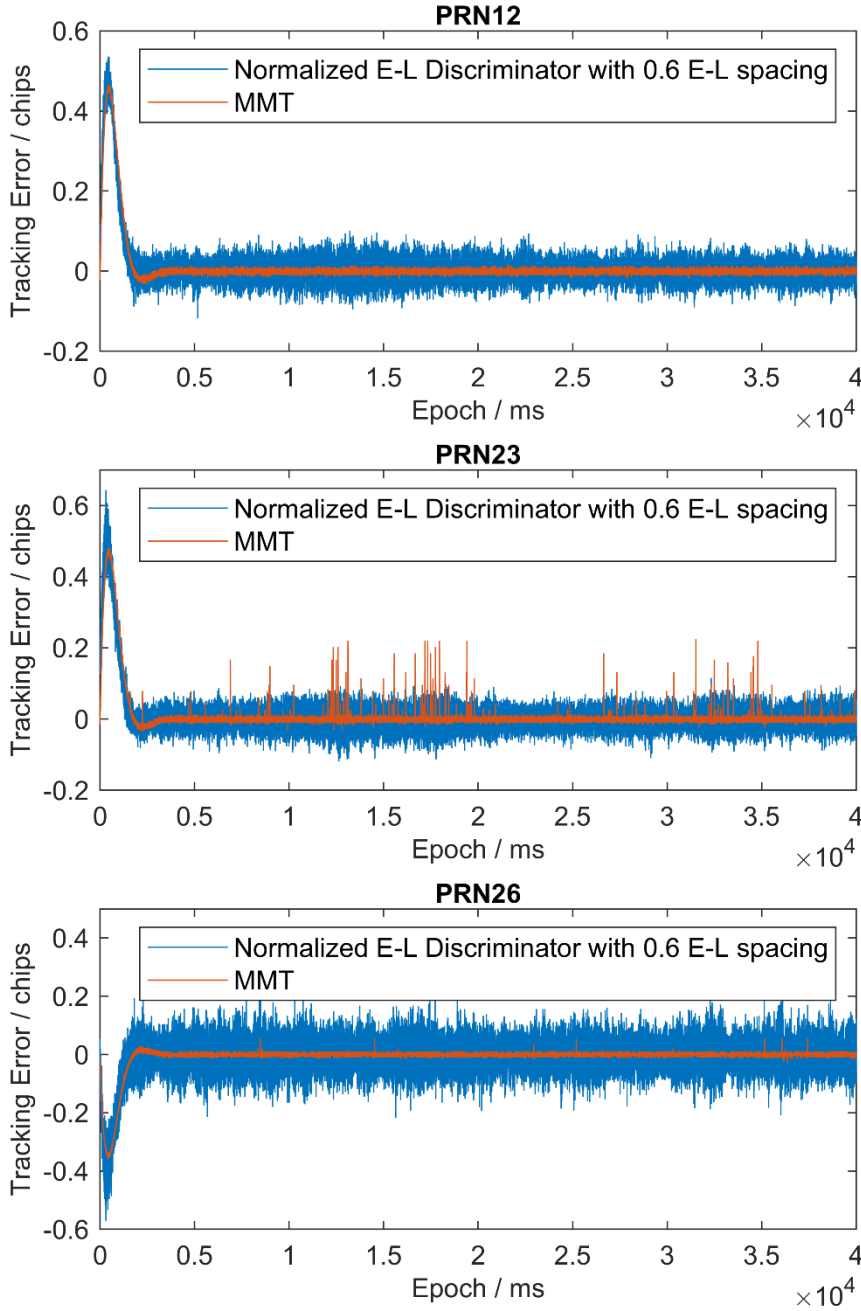 PRN12
0.6
0.4
0.2
0
-0.2
Tracking Error / chips
Normalized E-L Discriminator with 0.6 E-L spacing
MMT
0 0.5 1 1.5 2 2.5 3 3.5 4
Epoch / ms
×10^4
PRN23
0.6
0.4
0.2
0
-0.2
Tracking Error / chips
Normalized E-L Discriminator with 0.6 E-L spacing
MMT
0 0.5 1 1.5 2 2.5 3 3.5 4
Epoch / ms
×10^4
PRN26
0.4
0.2
0
-0.2
-0.4
-0.6
Tracking Error / chips
Normalized E-L Discriminator with 0.6 E-L spacing
MMT
0 0.5 1 1.5 2 2.5 3 3.5 4
Epoch / ms
×10^4